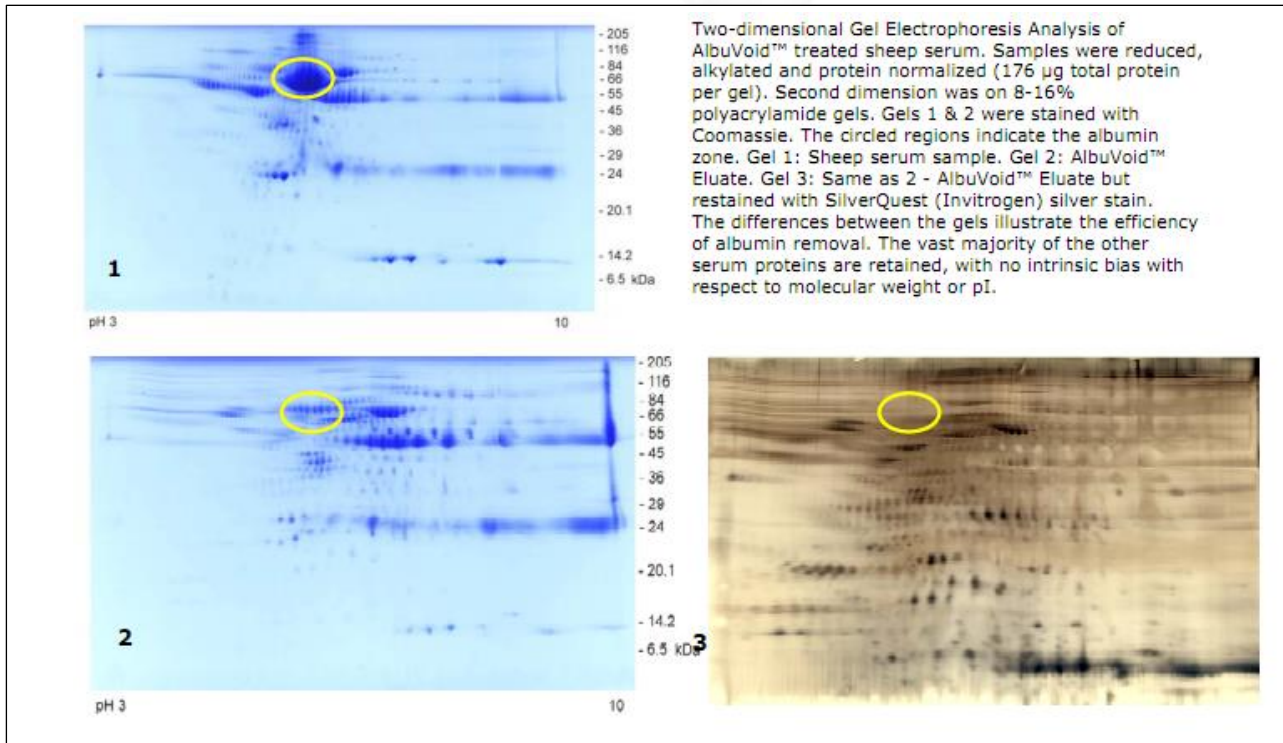 - 205
- 116
- 84
- 66
- 55
- 45
- 36
- 29
- 24
- 20.1
- 14.2
- 6.5 kDa
1
pH 3 10
Two-dimensional Gel Electrophoresis Analysis of
AlbuVoid™ treated sheep serum. Samples were reduced,
alkylated and protein normalized (176 µg total protein
per gel). Second dimension was on 8-16%
polyacrylamide gels. Gels 1 & 2 were stained with
Coomassie. The circled regions indicate the albumin
zone. Gel 1: Sheep serum sample. Gel 2: AlbuVoid™
Eluate. Gel 3: Same as 2 - AlbuVoid™ Eluate but
restained with SilverQuest (Invitrogen) silver stain.
The differences between the gels illustrate the efficiency
of albumin removal. The vast majority of the other
serum proteins are retained, with no intrinsic bias with
respect to molecular weight or pI.
- 205
- 116
- 84
- 66
- 55
- 45
- 36
- 29
- 24
- 20.1
- 14.2
- 6.5 kDa
2
pH 3 10
3